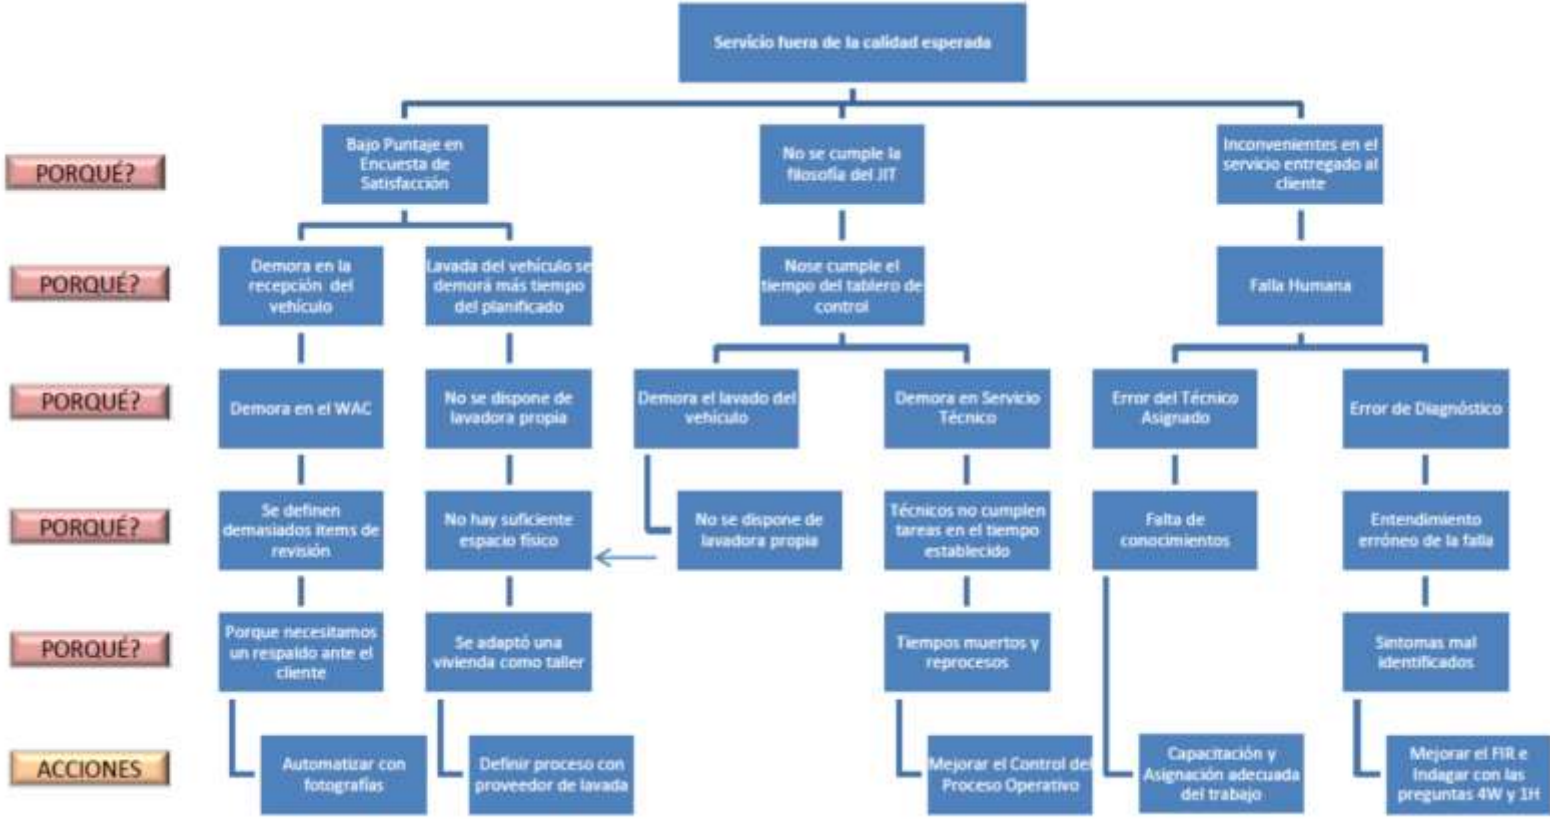 Servicio fuera de la calidad esperada
PORQUÉ?
Bajo Puntaje en
Encuesta de
Satisfacción
No se cumple la
filosofía del JIT
Inconvenientes en el
servicio entregado al
cliente
PORQUÉ?
Demora en la
recepción del
vehículo
Lavada del vehículo se
demora más tiempo
del planificado
Nose cumple el
tiempo del tablero de
control
Falla Humana
PORQUÉ?
Demora en el WAC
No se dispone de
lavadora propia
Demora el lavado del
vehículo
Demora en Servicio
Técnico
Error del Técnico
Asignado
Error de Diagnóstico
PORQUÉ?
Se definen
demasiados items de
revisión
No hay suficiente
espacio físico
No se dispone de
lavadora propia
Técnicos no cumplen
tareas en el tiempo
establecido
Falta de
conocimientos
Entendimiento
erróneo de la falla
PORQUÉ?
Porque necesitamos
un respaldo ante el
cliente
Se adaptó una
vivienda como taller
Tiempos muertos y
reprocesos
Sintomas mal
identificados
ACCIONES
Automatizar con
fotografías
Definir proceso con
proveedor de lavada
Mejorar el Control del
Proceso Operativo
Capacitación y
Asignación adecuada
del trabajo
Mejorar el FIR e
Indagar con las
preguntas 4W y 1H